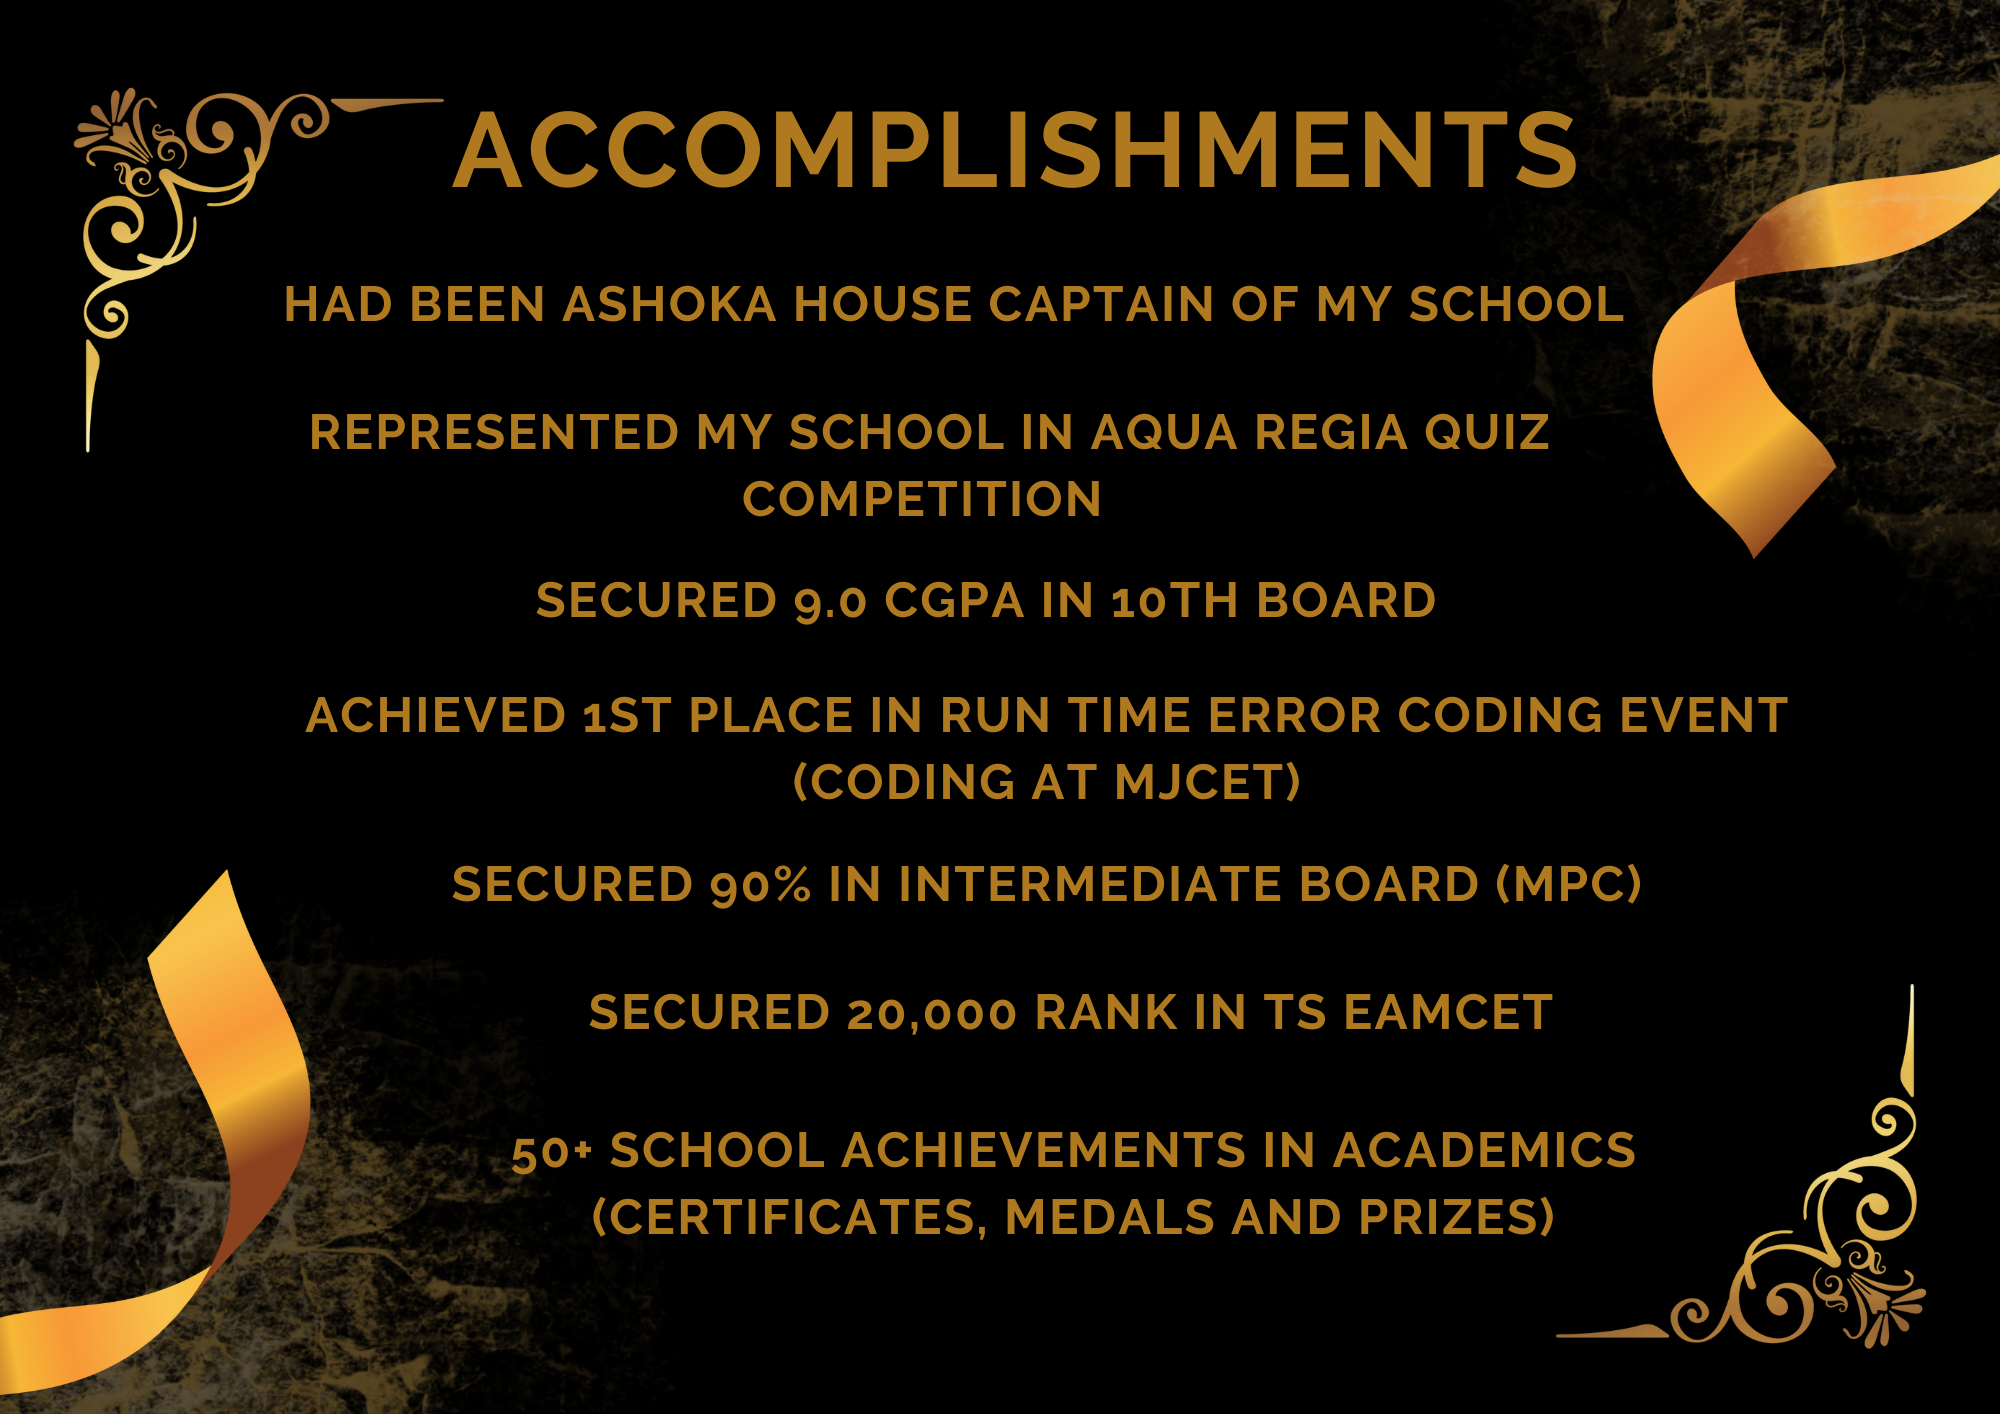 ACCOMPLISHMENTS
HAD BEEN ASHOKA HOUSE CAPTAIN OF MY SCHOOL
REPRESENTED MY SCHOOL IN AQUA REGIA QUIZ
COMPETITION
SECURED 9.0 CGPA IN 10TH BOARD
ACHIEVED 1ST PLACE IN RUN TIME ERROR CODING EVENT
(CODING AT MJCET)
SECURED 90% IN INTERMEDIATE BOARD (MPC)
SECURED 20,000 RANK IN TS EAMCET
50+ SCHOOL ACHIEVEMENTS IN ACADEMICS
(CERTIFICATES, MEDALS AND PRIZES)